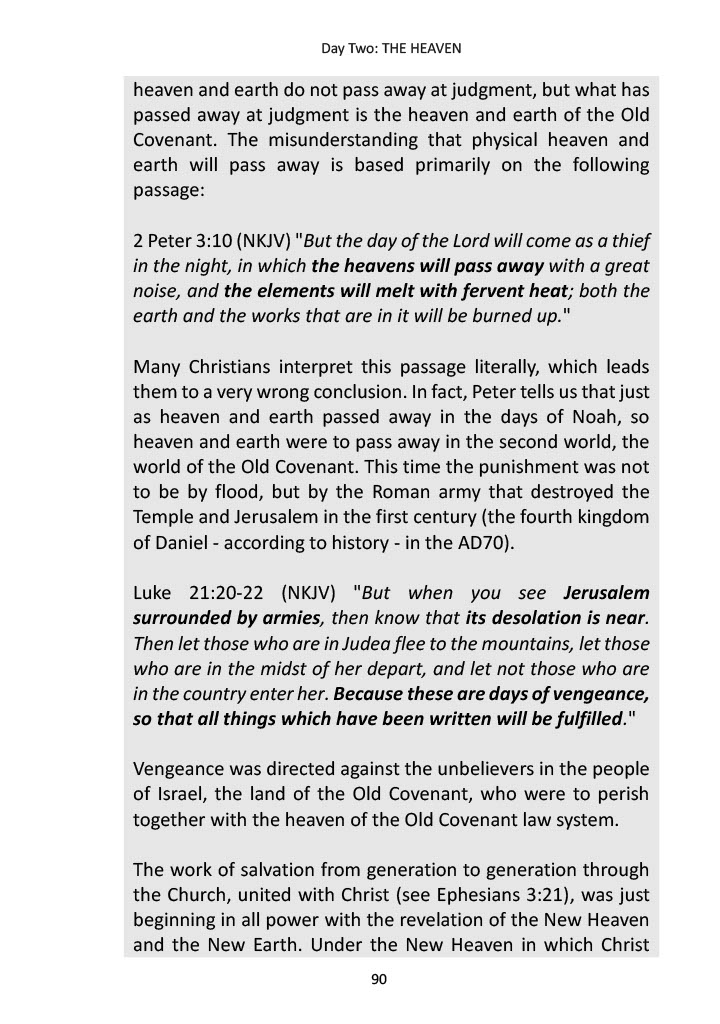 Day Two: THE HEAVEN
heaven and earth do not pass away at judgment, but what has
passed away at judgment is the heaven and earth of the Old
Covenant. The misunderstanding that physical heaven and
earth will pass away is based primarily on the following
passage:
2 Peter 3:10 (NKJV) "But the day of the Lord will come as a thief
in the night, in which the heavens will pass away with a great
noise, and the elements will melt with fervent heat; both the
earth and the works that are in it will be burned up."
Many Christians interpret this passage literally, which leads
them to a very wrong conclusion. In fact, Peter tells us that just
as heaven and earth passed away in the days of Noah, so
heaven and earth were to pass away in the second world, the
world of the Old Covenant. This time the punishment was not
to be by flood, but by the Roman army that destroyed the
Temple and Jerusalem in the first century (the fourth kingdom
of Daniel - according to history - in the AD70).
Luke 21:20-22 (NKJV) "But when you see Jerusalem
surrounded by armies, then know that its desolation is near.
Then let those who are in Judea flee to the mountains, let those
who are in the midst of her depart, and let not those who are
in the country enter her. Because these are days of vengeance,
so that all things which have been written will be fulfilled."
Vengeance was directed against the unbelievers in the people
of Israel, the land of the Old Covenant, who were to perish
together with the heaven of the Old Covenant law system.
The work of salvation from generation to generation through
the Church, united with Christ (see Ephesians 3:21), was just
beginning in all power with the revelation of the New Heaven
and the New Earth. Under the New Heaven in which Christ
90